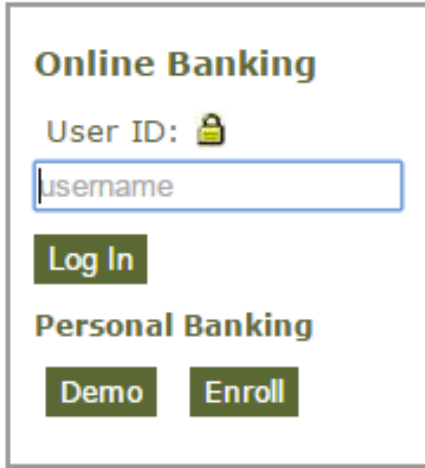 Online Banking
User ID:
username
Log In
Personal Banking
Demo Enroll